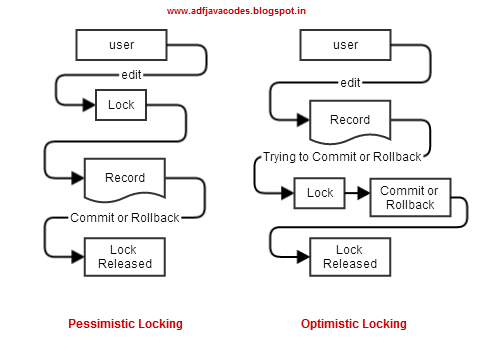 www.adfjavacodes.blogspot.in
user
edit
Lock
Record
Commit or Rollback
Lock
Released
Pessimistic Locking
user
edit
Record
Trying to Commit or Rollback
Lock
Commit or
Rollback
Lock
Released
Optimistic Locking